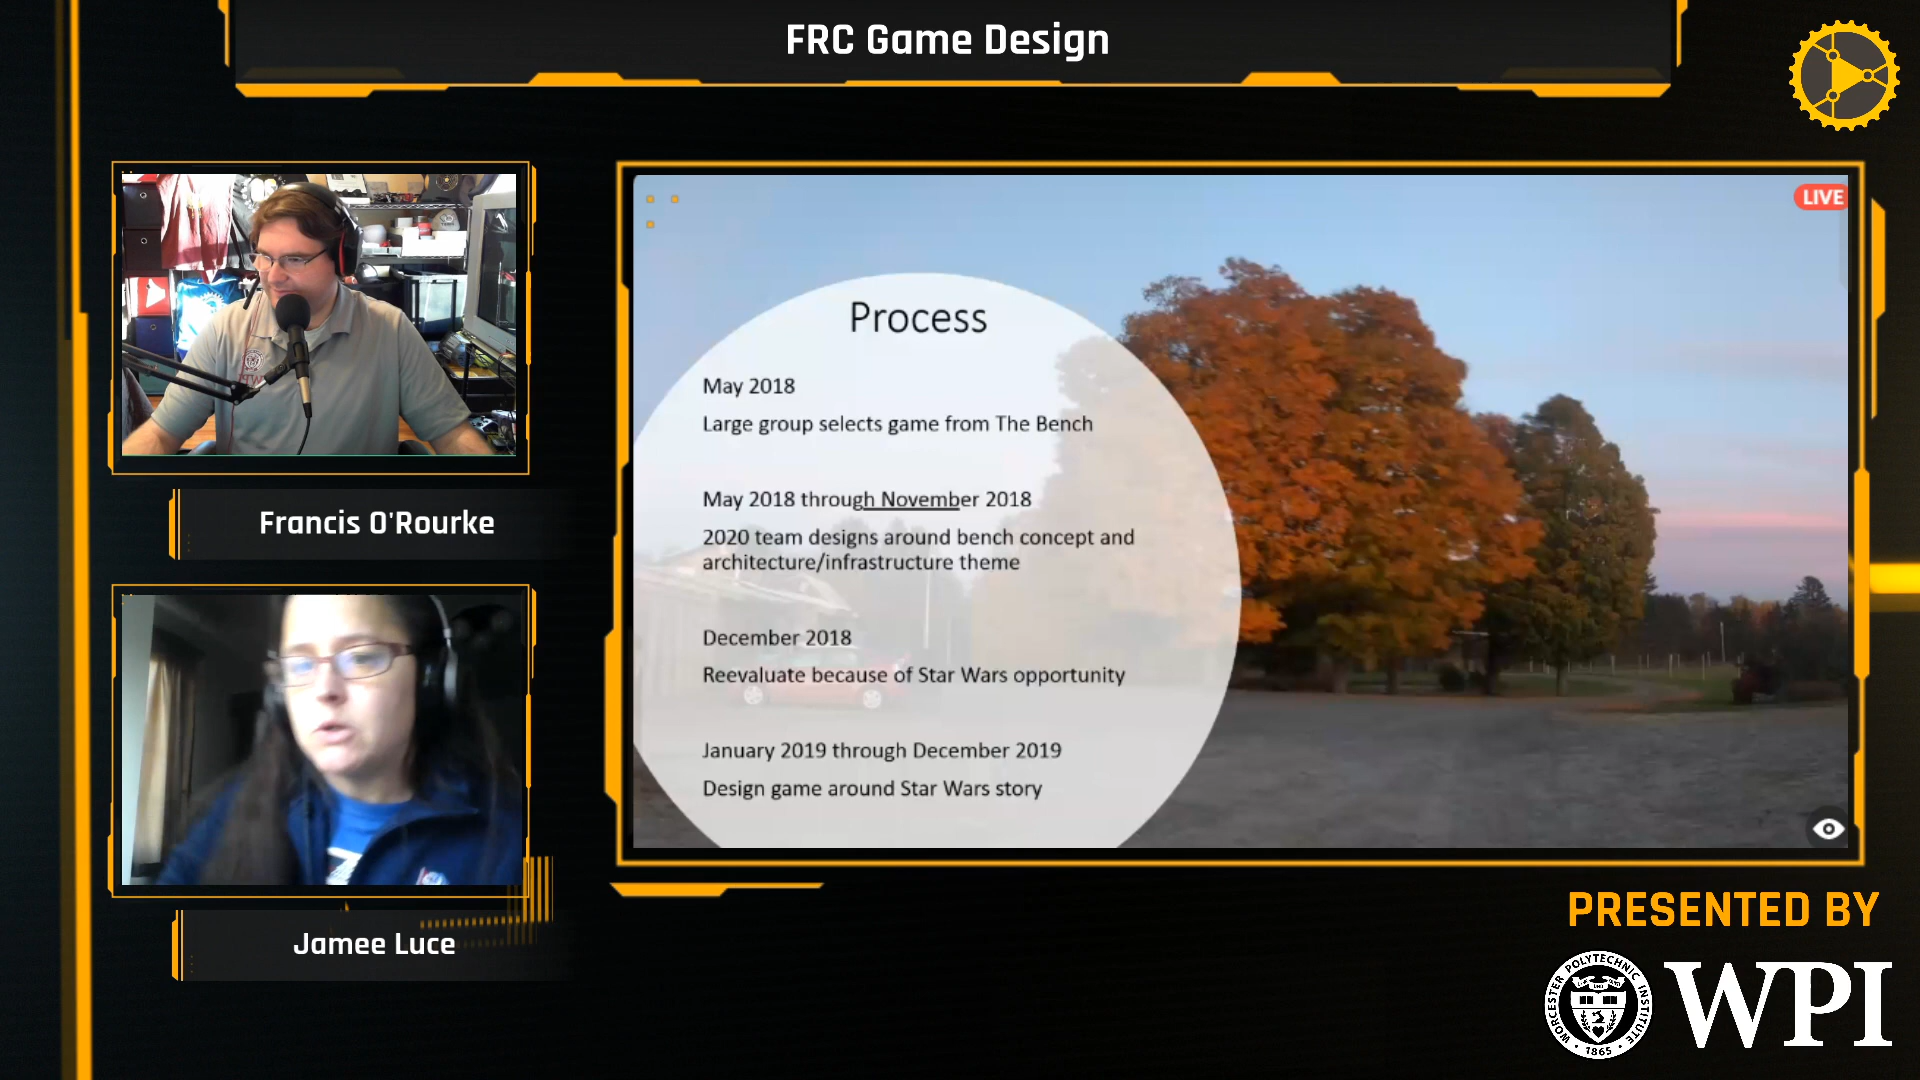 FRC Game Design
LIVE
Process
May 2018
Large group selects game from The Bench
May 2018 through November 2018
2020 team designs around bench concept and
architecture/infrastructure theme
December 2018
Reevaluate because of Star Wars opportunity
January 2019 through December 2019
Design game around Star Wars story
Francis O'Rourke
Jamee Luce
PRESENTED BY
WORCESTER POLYTECHNIC INSTITUTE
1865
WPI